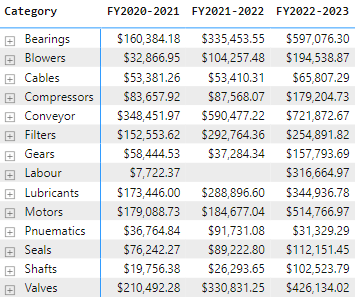 Category FY2020-2021 FY2021-2022 FY2022-2023
Bearings $160,384.18 $335,453.55 $597,076.30
Blowers $32,866.95 $104,257.48 $194,538.87
Cables $53,381.26 $53,410.31 $65,807.29
Compressors $83,657.92 $87,568.07 $179,204.73
Conveyor $348,451.97 $590,477.22 $721,872.67
Filters $152,553.62 $292,764.36 $254,891.82
Gears $58,444.53 $37,284.34 $157,793.69
Labour $7,722.37 $316,664.97
Lubricants $173,446.00 $288,896.60 $344,936.78
Motors $179,088.73 $184,677.04 $514,766.97
Pnuematics $36,764.84 $91,731.08 $31,329.29
Seals $76,242.27 $89,222.80 $112,151.45
Shafts $19,756.38 $26,293.65 $102,523.79
Valves $210,492.28 $330,831.25 $426,134.02